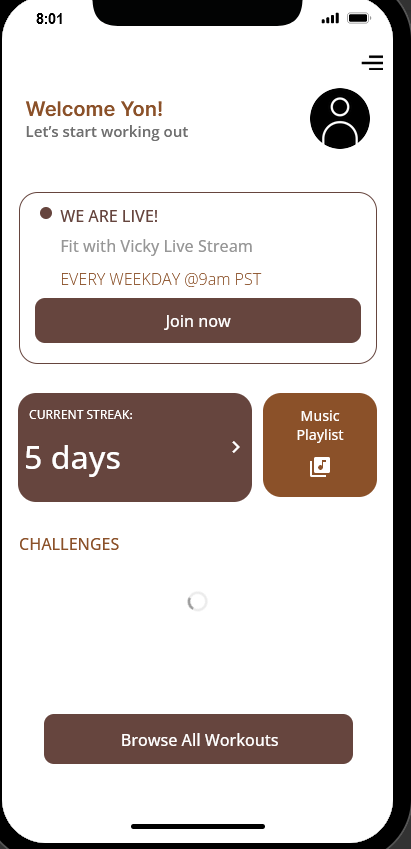 8:01
Welcome Yon!
Let's start working out
WE ARE LIVE!
Fit with Vicky Live Stream
EVERY WEEKDAY @9am PST
Join now
CURRENT STREAK:
5 days
Music
Playlist
CHALLENGES
Browse All Workouts